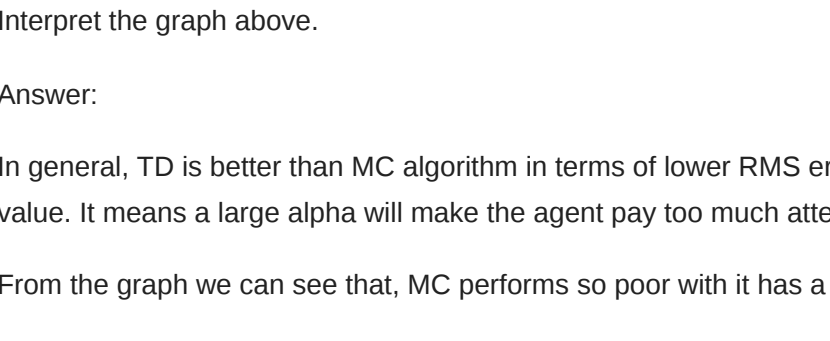 Interpret the graph above.
Answer:
In general, TD is better than MC algorithm in terms of lower RMS
value. It means a large alpha will make the agent pay too much
From the graph we can see that, MC performs so poor with it has a